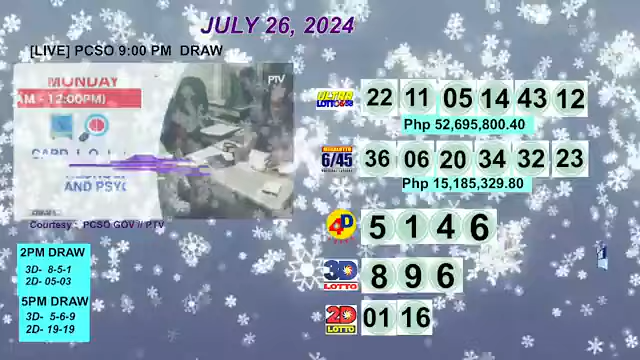 JULY 26, 2024
[LIVE] PCSO 9:00 PM DRAW
MONDAY
AM - 12:00PM)
PTV
AND PSYC
Courtesy : PCSO GOV // PTV
2PM DRAW
3D- 8-5-1
2D- 05-03
5PM DRAW
3D- 5-6-9
2D- 19-19
ULTRA
LOTTO 6/58
22 11 05 14 43 12
Php 52,695,800.40
MEGALOTTO
6/45
36 06 20 34 32 23
Php 15,185,329.80
4D
5 1 4 6
3D
LOTTO
8 9 6
2D
LOTTO
01 16